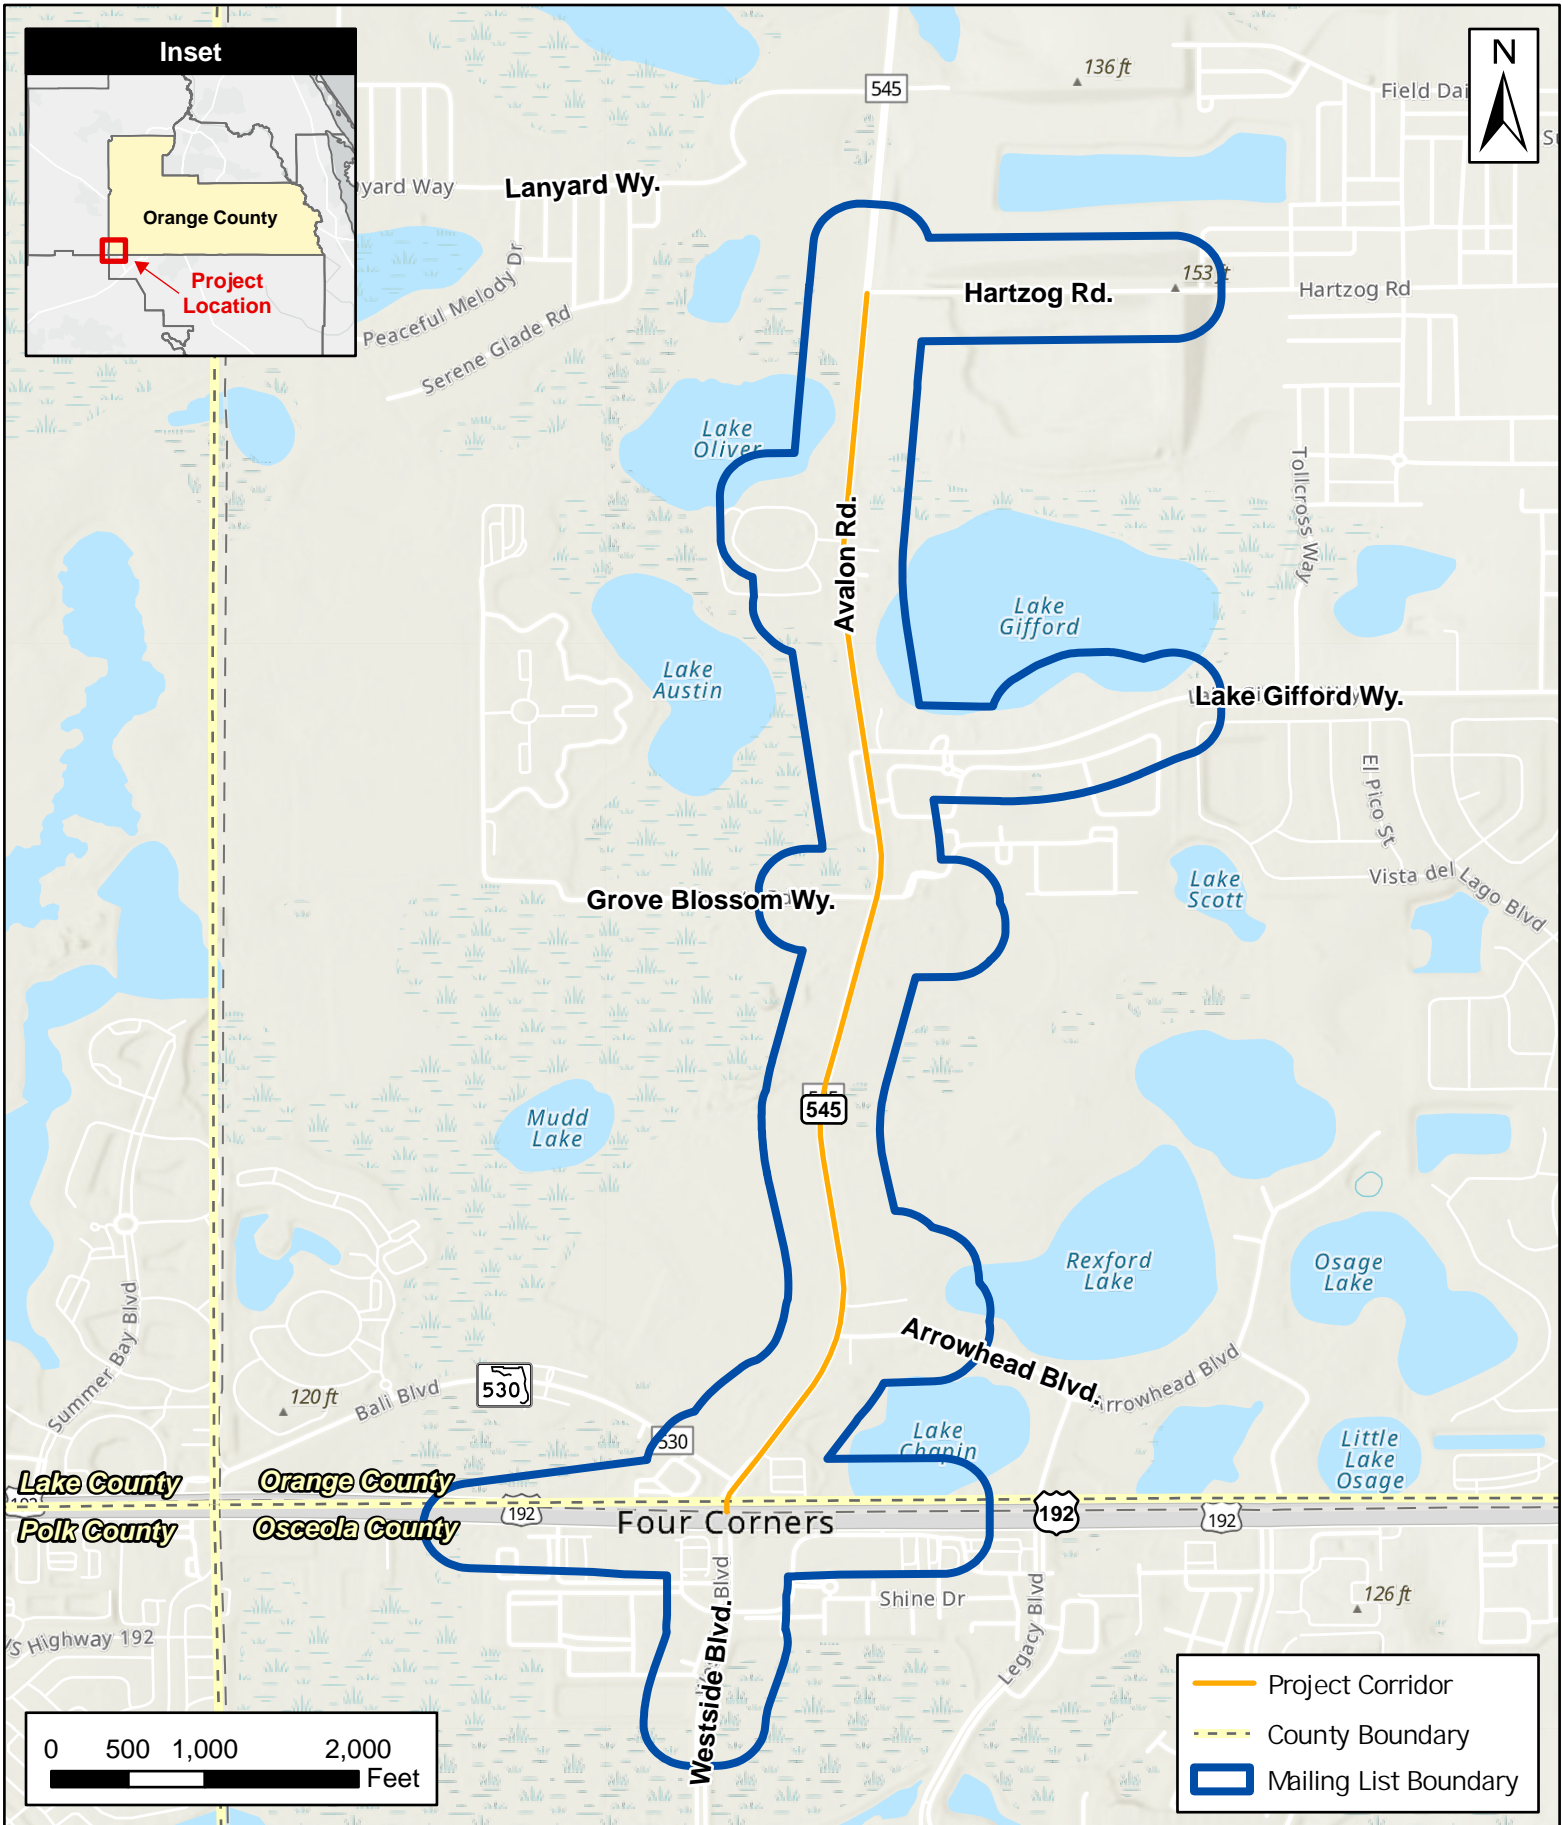 Inset
Orange County
Project
Location
N
545
136 ft
Field Dai
yard Way
Lanyard Wy.
Peaceful Melody Dr
Serene Glade Rd
153 ft
Hartzog Rd.
Hartzog Rd
Lake
Oliver
Tollcross Way
Avalon Rd.
Lake
Gifford
Lake
Austin
Lake Gifford Wy.
El Pico St
Lake
Scott
Vista del Lago Blvd
Grove Blossom Wy.
Rd
545
Mudd
Lake
Rexford
Lake
Osage
Lake
Summer Bay Blvd
Arrowhead Blvd.
Arrowhead Blvd
530
120 ft
Bali Blvd
530
Lake
Chapin
Little
Lake
Osage
Lake County
Orange County
192
192
192
Polk County
Osceola County
Four Corners
192
Blvd
Westside Blvd.
Shine Dr
Legacy Blvd
126 ft
/S Highway 192
Project Corridor
County Boundary
Mailing List Boundary
0 500 1,000 2,000
Feet